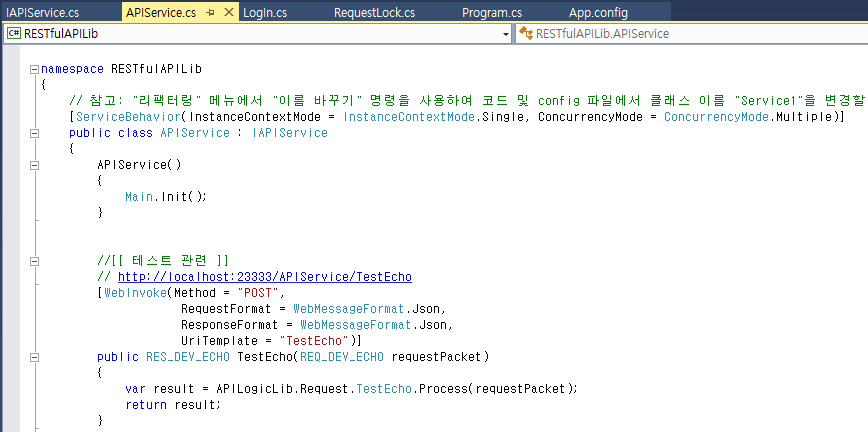 IAPIService.cs APIService.cs LogIn.cs RequestLock.cs Program.cs App.config
C# RESTfulAPILib RESTfulAPILib.APIService
namespace RESTfulAPILib
{
// 참고: "리팩터링" 메뉴에서 "이름 바꾸기" 명령을 사용하여 코드 및 config 파일에서 클래스 이름 "Service1"을 변경할
[ServiceBehavior(InstanceContextMode = InstanceContextMode.Single, ConcurrencyMode = ConcurrencyMode.Multiple)]
public class APIService : IAPIService
{
APIService()
{
Main.Init();
}
//[[ 테스트 관련 ]]
// http://localhost:23333/APIService/TestEcho
[WebInvoke(Method = "POST",
RequestFormat = WebMessageFormat.Json,
ResponseFormat = WebMessageFormat.Json,
UriTemplate = "TestEcho")]
public RES_DEV_ECHO TestEcho(REQ_DEV_ECHO requestPacket)
{
var result = APILogicLib.Request.TestEcho.Process(requestPacket);
return result;
}